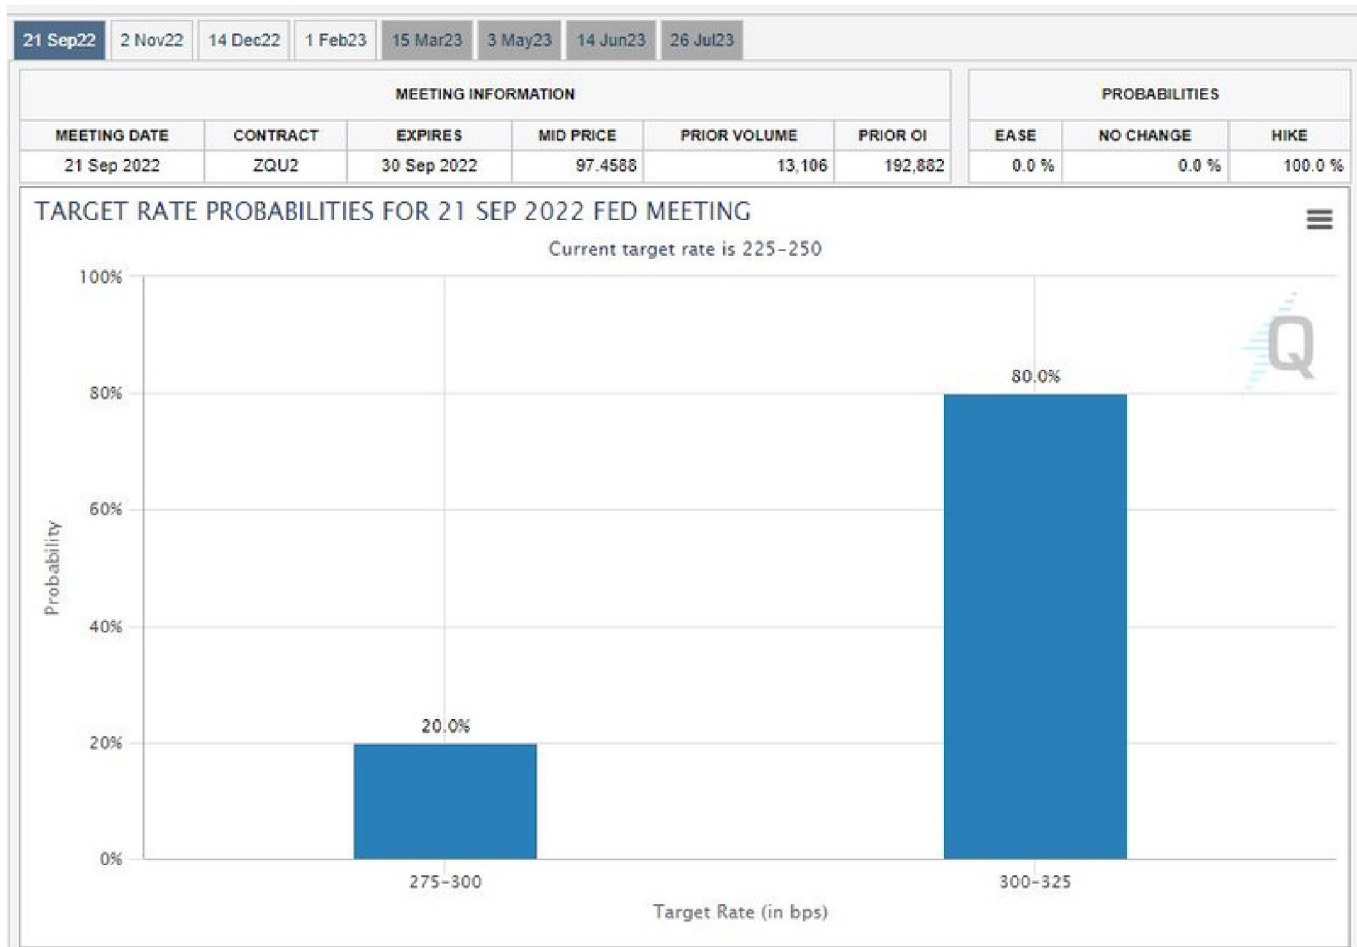 21 Sep22 2 Nov22 14 Dec22 1 Feb23 15 Mar23 3 May23 14 Jun23 26 Jul23
MEETING INFORMATION PROBABILITIES
MEETING DATE CONTRACT EXPIRES MID PRICE PRIOR VOLUME PRIOR OI EASE NO CHANGE HIKE
21 Sep 2022 ZQU2 30 Sep 2022 97.4588 13,106 192,882 0.0 % 0.0 % 100.0 %
TARGET RATE PROBABILITIES FOR 21 SEP 2022 FED MEETING
Current target rate is 225-250
100%
Q
80.0%
80%
60%
Probability
40%
20.0%
20%
0%
275-300 300-325
Target Rate (in bps)